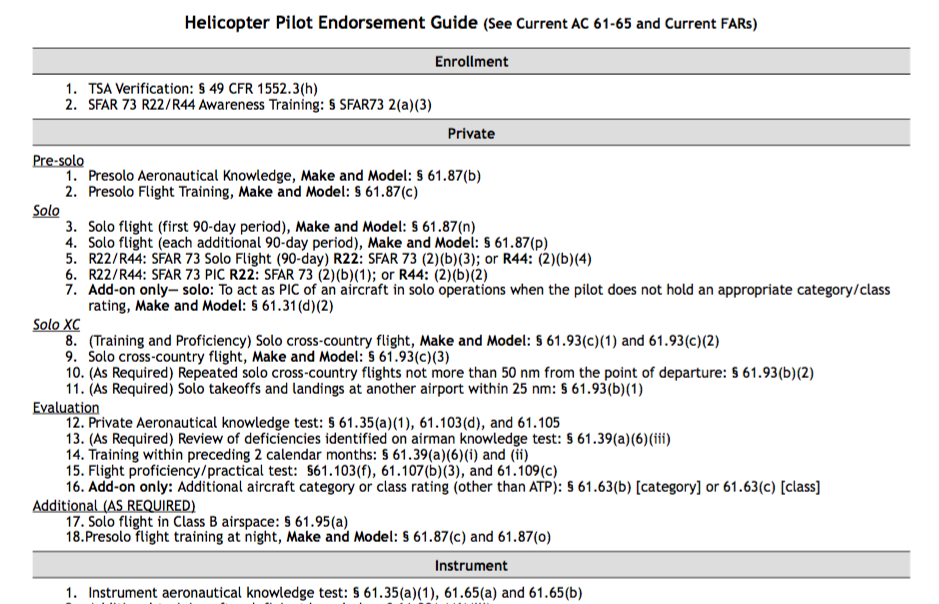 Helicopter Pilot Endorsement Guide (See Current AC 61-65 and Current FARs)
Enrollment
1. TSA Verification: § 49 CFR 1552.3(h)
2. SFAR 73 R22/R44 Awareness Training: § SFAR73 2(a)(3)
Private
Pre-solo
1. Presolo Aeronautical Knowledge, Make and Model: § 61.87(b)
2. Presolo Flight Training, Make and Model: § 61.87(c)
Solo
3. Solo flight (first 90-day period), Make and Model: § 61.87(n)
4. Solo flight (each additional 90-day period), Make and Model: § 61.87(p)
5. R22/R44: SFAR 73 Solo Flight (90-day) R22: SFAR 73 (2)(b)(3); or R44: (2)(b)(4)
6. R22/R44: SFAR 73 PIC R22: SFAR 73 (2)(b)(1); or R44: (2)(b)(2)
7. Add-on only— solo: To act as PIC of an aircraft in solo operations when the pilot does not hold an appropriate category/class
rating, Make and Model: § 61.31(d)(2)
Solo XC
8. (Training and Proficiency) Solo cross-country flight, Make and Model: § 61.93(c)(1) and 61.93(c)(2)
9. Solo cross-country flight, Make and Model: § 61.93(c)(3)
10. (As Required) Repeated solo cross-country flights not more than 50 nm from the point of departure: § 61.93(b)(2)
11. (As Required) Solo takeoffs and landings at another airport within 25 nm: § 61.93(b)(1)
Evaluation
12. Private Aeronautical knowledge test: § 61.35(a)(1), 61.103(d), and 61.105
13. (As Required) Review of deficiencies identified on airman knowledge test: § 61.39(a)(6)(iii)
14. Training within preceding 2 calendar months: § 61.39(a)(6)(i) and (ii)
15. Flight proficiency/practical test: §61.103(f), 61.107(b)(3), and 61.109(c)
16. Add-on only: Additional aircraft category or class rating (other than ATP): § 61.63(b) [category] or 61.63(c) [class]
Additional (AS REQUIRED)
17. Solo flight in Class B airspace: § 61.95(a)
18.Presolo flight training at night, Make and Model: § 61.87(c) and 61.87(o)
Instrument
1. Instrument aeronautical knowledge test: § 61.35(a)(1), 61.65(a) and 61.65(b)